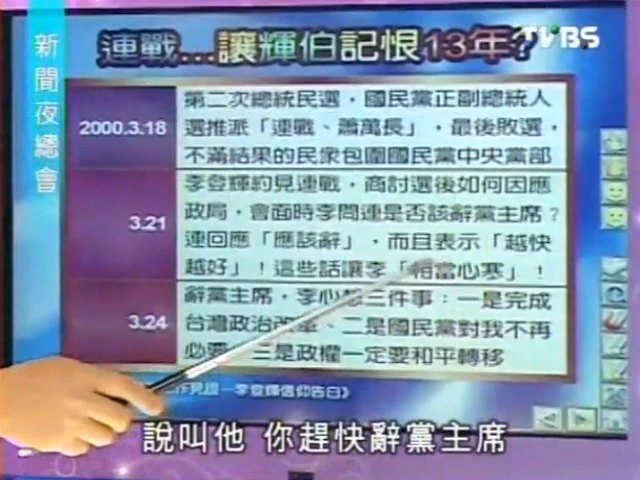 新聞夜總會
TVBS
連戰...讓輝伯記恨13年?
2000.3.18
第二次總統民選，國民黨正副總統人
選推派「連戰、蕭萬長」，最後敗選，
不滿結果的民衆包圍國民黨中央黨部
3.21
李登輝約見連戰，商討選後如何因應
政局，會面時李問連是否該辭黨主席？
連回應「應該辭」，而且表示「越快
越好」！這些話讓李「相當心寒」！
3.24
辭黨主席，李心想三件事：一是完成
台灣政治改革、二是國民黨對我不再
必要、三是政權一定要和平轉移
見證－李登輝信仰告白》
說叫他 你趕快辭黨主席